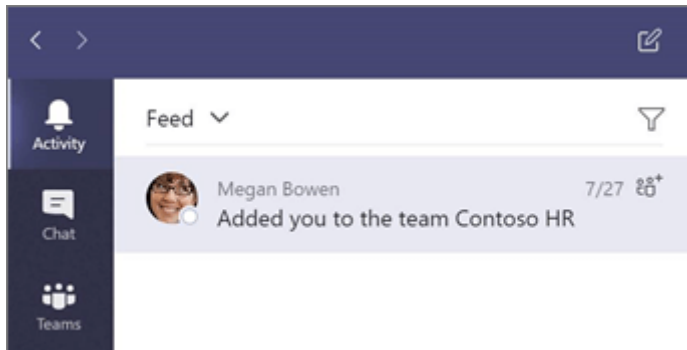 Activity
Chat
Teams
Feed
Megan Bowen 7/27
Added you to the team Contoso HR